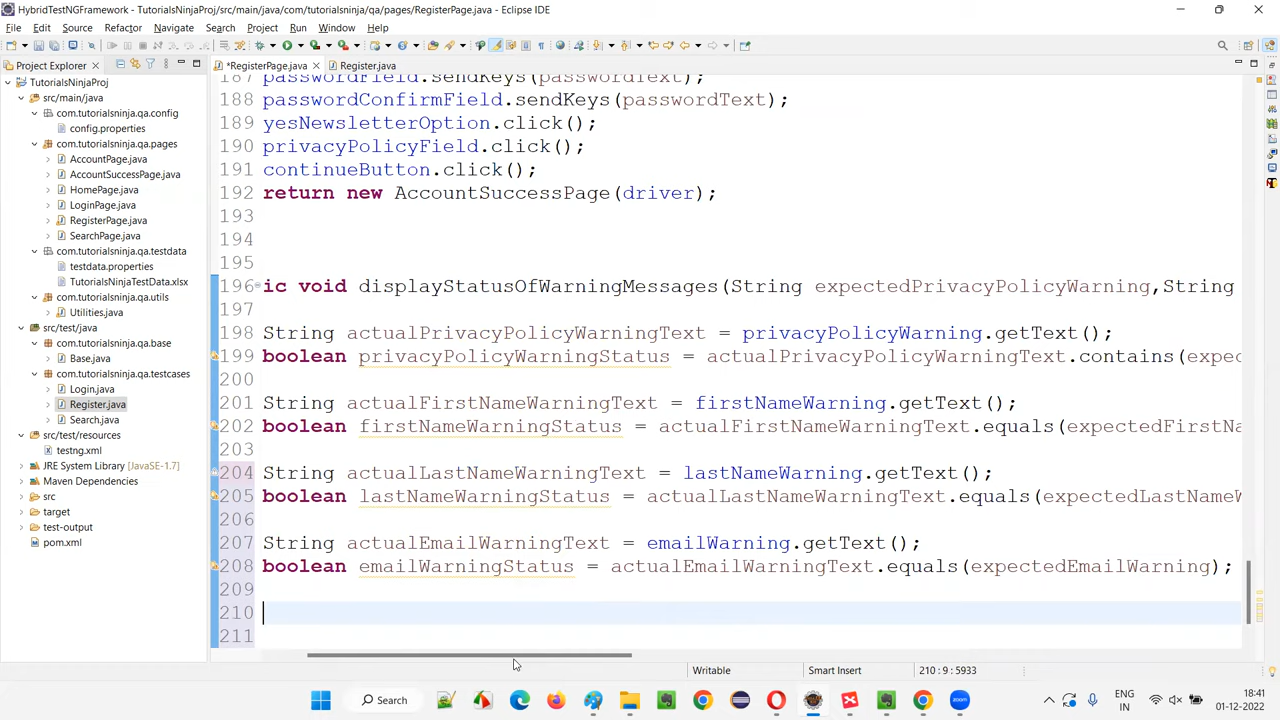 HybridTestNGFramework - TutorialsNinjaProj/src/main/java/com/tutorialsninja/qa/pages/RegisterPage.java - Eclipse IDE
File Edit Source Refactor Navigate Search Project Run Window Help
Project Explorer
*RegisterPage.java
Register.java
TutorialsNinjaProj
src/main/java
com.tutorialsninja.qa.config
config.properties
com.tutorialsninja.qa.pages
AccountPage.java
AccountSuccessPage.java
HomePage.java
LoginPage.java
RegisterPage.java
SearchPage.java
com.tutorialsninja.qa.testdata
testdata.properties
TutorialsNinjaTestData.xlsx
com.tutorialsninja.qa.utils
Utilities.java
src/test/java
com.tutorialsninja.qa.base
Base.java
com.tutorialsninja.qa.testcases
Login.java
Register.java
Search.java
src/test/resources
testng.xml
JRE System Library [JavaSE-1.7]
Maven Dependencies
src
target
test-output
pom.xml
187 passwordField.sendKeys(passwordText);
188 passwordConfirmField.sendKeys(passwordText);
189 yesNewsletterOption.click();
190 privacyPolicyField.click();
191 continueButton.click();
192 return new AccountSuccessPage(driver);
193
194
195
196 ic void displayStatusOfWarningMessages(String expectedPrivacyPolicyWarning,String
197
198 String actualPrivacyPolicyWarningText = privacyPolicyWarning.getText();
199 boolean privacyPolicyWarningStatus = actualPrivacyPolicyWarningText.contains(expec
200
201 String actualFirstNameWarningText = firstNameWarning.getText();
202 boolean firstNameWarningStatus = actualFirstNameWarningText.equals(expectedFirstNa
203
204 String actualLastNameWarningText = lastNameWarning.getText();
205 boolean lastNameWarningStatus = actualLastNameWarningText.equals(expectedLastNameW
206
207 String actualEmailWarningText = emailWarning.getText();
208 boolean emailWarningStatus = actualEmailWarningText.equals(expectedEmailWarning);
209
210
211
Writable Smart Insert 210 : 9 : 5933
Search
ENG
IN
18:41
01-12-2022